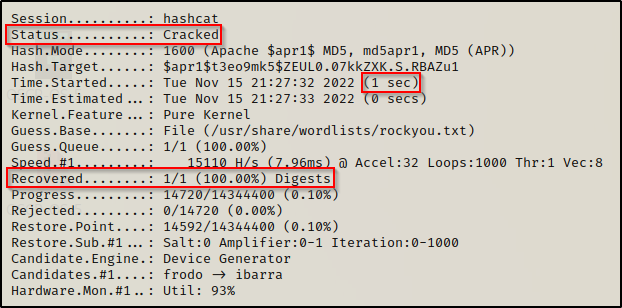 Session..........: hashcat
Status...........: Cracked
Hash.Mode........: 1600 (Apache $apr1$ MD5, md5apr1, MD5 (APR))
Hash.Target......: $apr1$t3eo9mk5$ZEUL0.07kkZXK.S.RBAZu1
Time.Started.....: Tue Nov 15 21:27:32 2022 (1 sec)
Time.Estimated...: Tue Nov 15 21:27:33 2022 (0 secs)
Kernel.Feature...: Pure Kernel
Guess.Base.......: File (/usr/share/wordlists/rockyou.txt)
Guess.Queue......: 1/1 (100.00%)
Speed.#1.........:    15110 H/s (7.96ms) @ Accel:32 Loops:1000 Thr:1 Vec:8
Recovered........: 1/1 (100.00%) Digests
Progress.........: 14720/14344400 (0.10%)
Rejected.........: 0/14720 (0.00%)
Restore.Point....: 14592/14344400 (0.10%)
Restore.Sub.#1...: Salt:0 Amplifier:0-1 Iteration:0-1000
Candidate.Engine.: Device Generator
Candidates.#1....: frodo -> ibarra
Hardware.Mon.#1..: Util: 93%